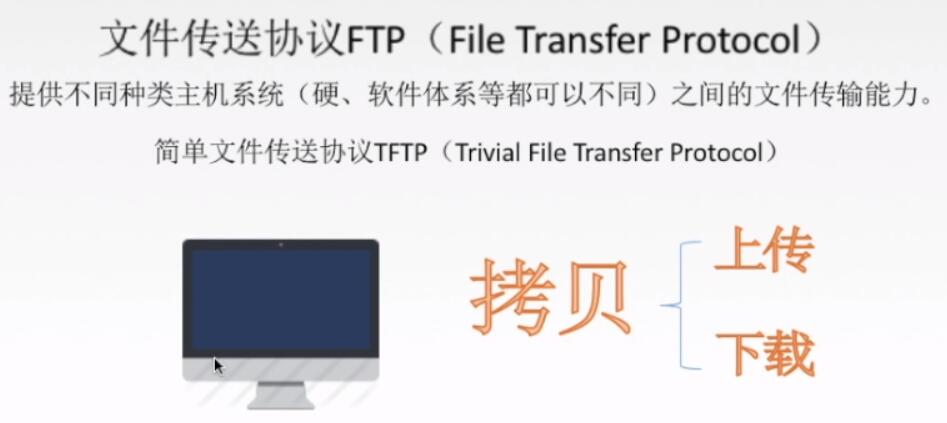 文件传送协议FTP（File Transfer Protocol）
提供不同种类主机系统（硬、软件体系等都可以不同）之间的文件传输能力。
简单文件传送协议TFTP（Trivial File Transfer Protocol）
拷贝
上传
下载